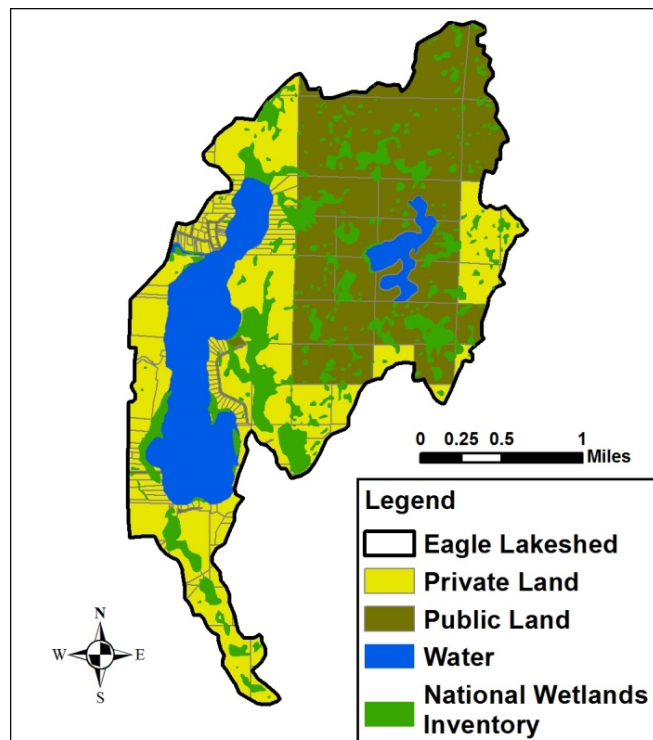 0 0.25 0.5 1
Miles
Legend
Eagle Lakeshed
Private Land
Public Land
Water
National Wetlands
Inventory
N
W E
S